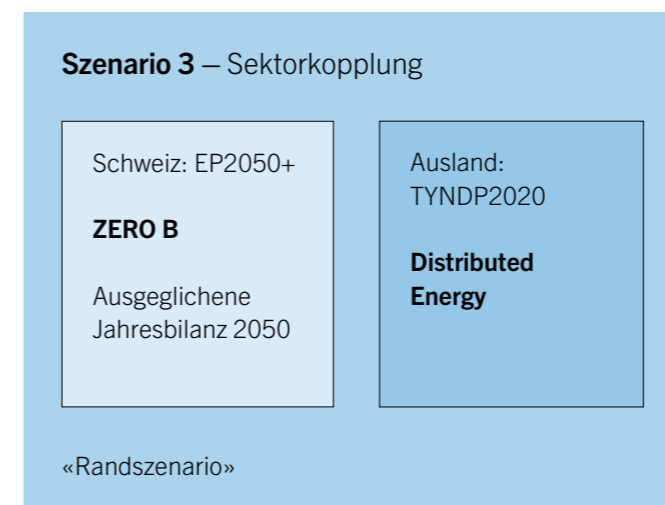 Szenario 3 – Sektorkopplung
Schweiz: EP2050+
ZERO B
Ausgeglichene
Jahresbilanz 2050
Ausland:
TYNDP2020
Distributed
Energy
«Randszenario»